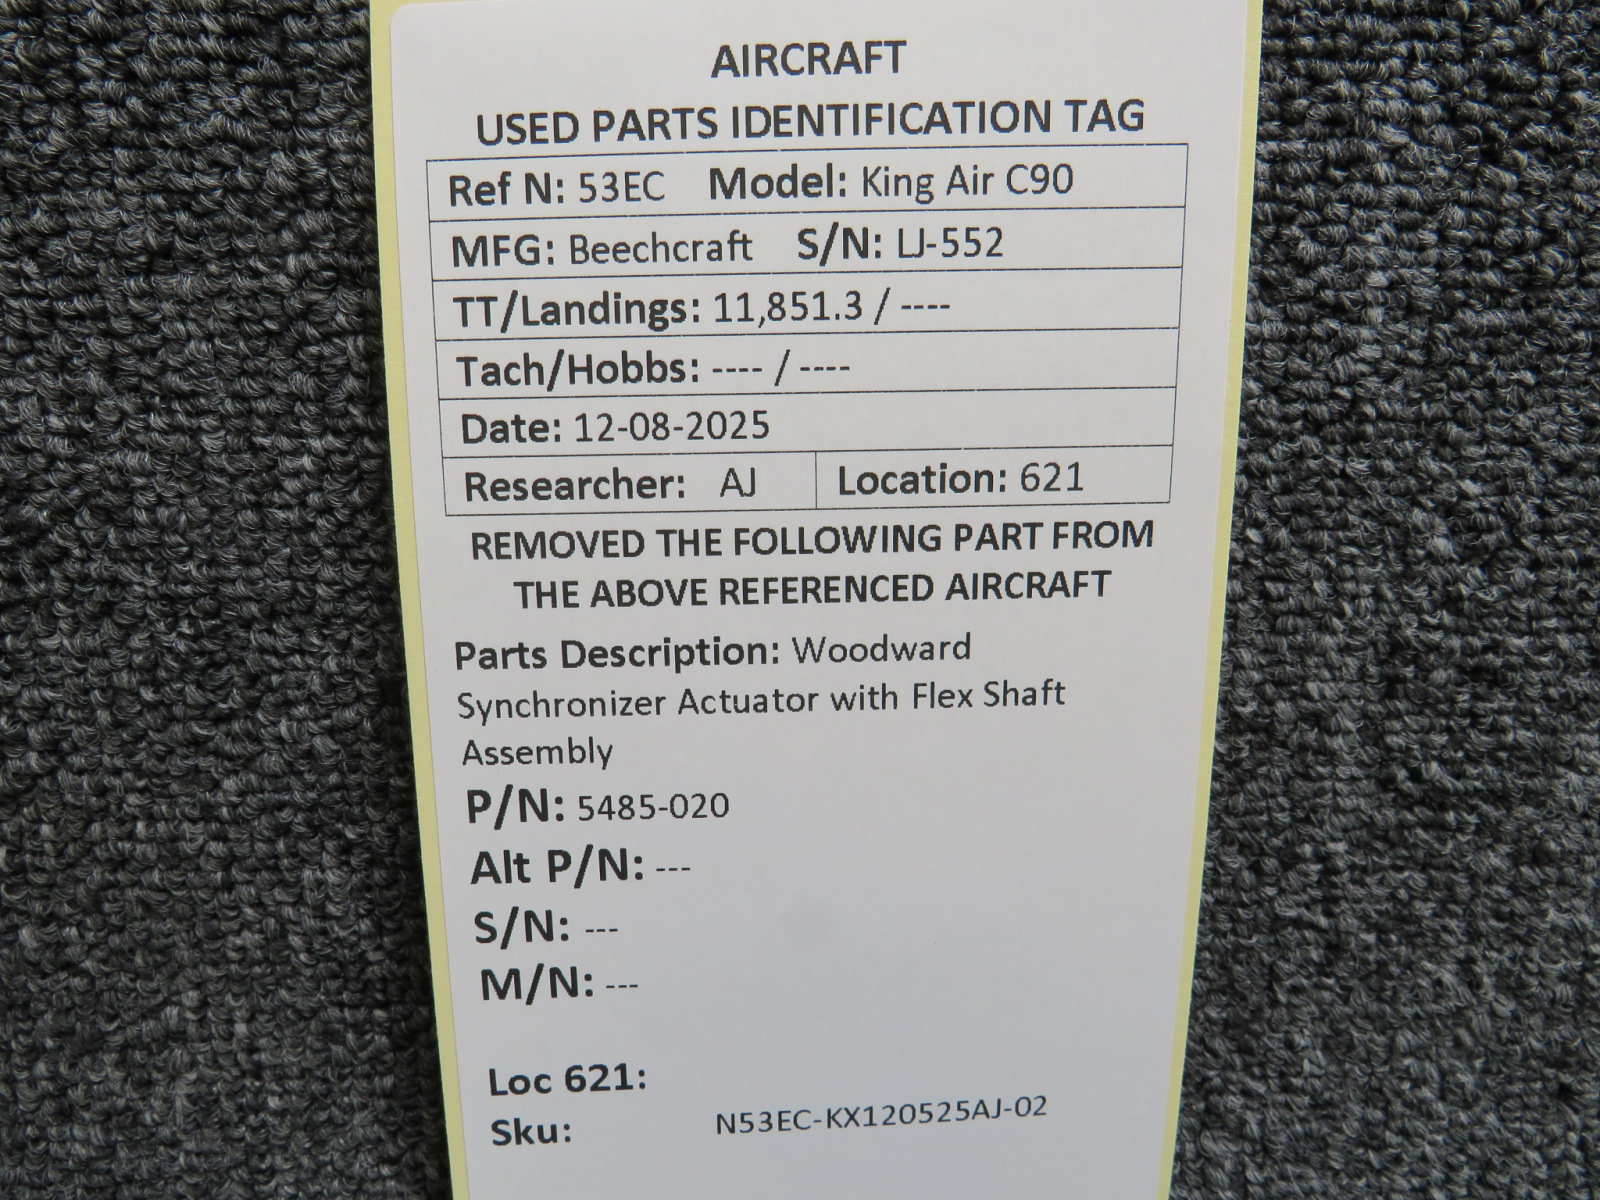 AIRCRAFT
USED PARTS IDENTIFICATION TAG
Ref N: 53EC Model: King Air C90
MFG: Beechcraft S/N: LJ-552
TT/Landings: 11,851.3 / ----
Tach/Hobbs: ---- / ----
Date: 12-08-2025
Researcher: AJ Location: 621
REMOVED THE FOLLOWING PART FROM
THE ABOVE REFERENCED AIRCRAFT
Parts Description: Woodward
Synchronizer Actuator with Flex Shaft
Assembly
P/N: 5485-020
Alt P/N: ---
S/N: ---
M/N: ---
Loc 621:
Sku: N53EC-KX120525AJ-02